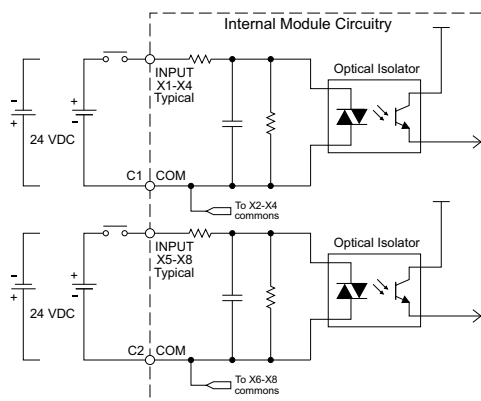 Internal Module Circuitry
INPUT
X1-X4
Typical
Optical Isolator
-
+
+
-
24 VDC
C1
COM
To X2-X4
commons
INPUT
X5-X8
Typical
Optical Isolator
-
+
+
-
24 VDC
C2
COM
To X6-X8
commons